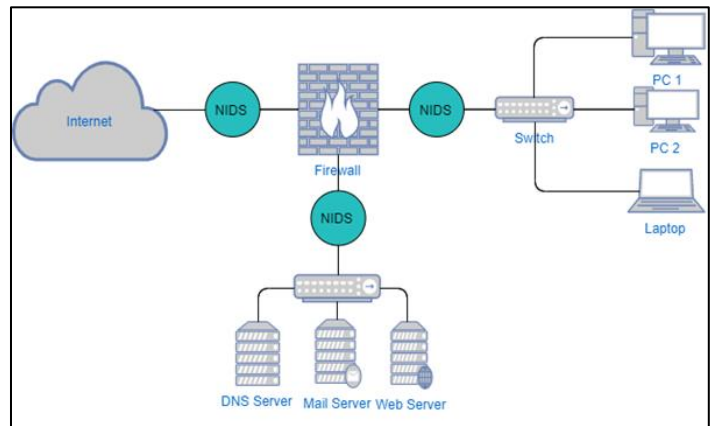 Internet
NIDS
Firewall
NIDS
Switch
PC 1
PC 2
Laptop
NIDS
DNS Server
Mail Server
Web Server